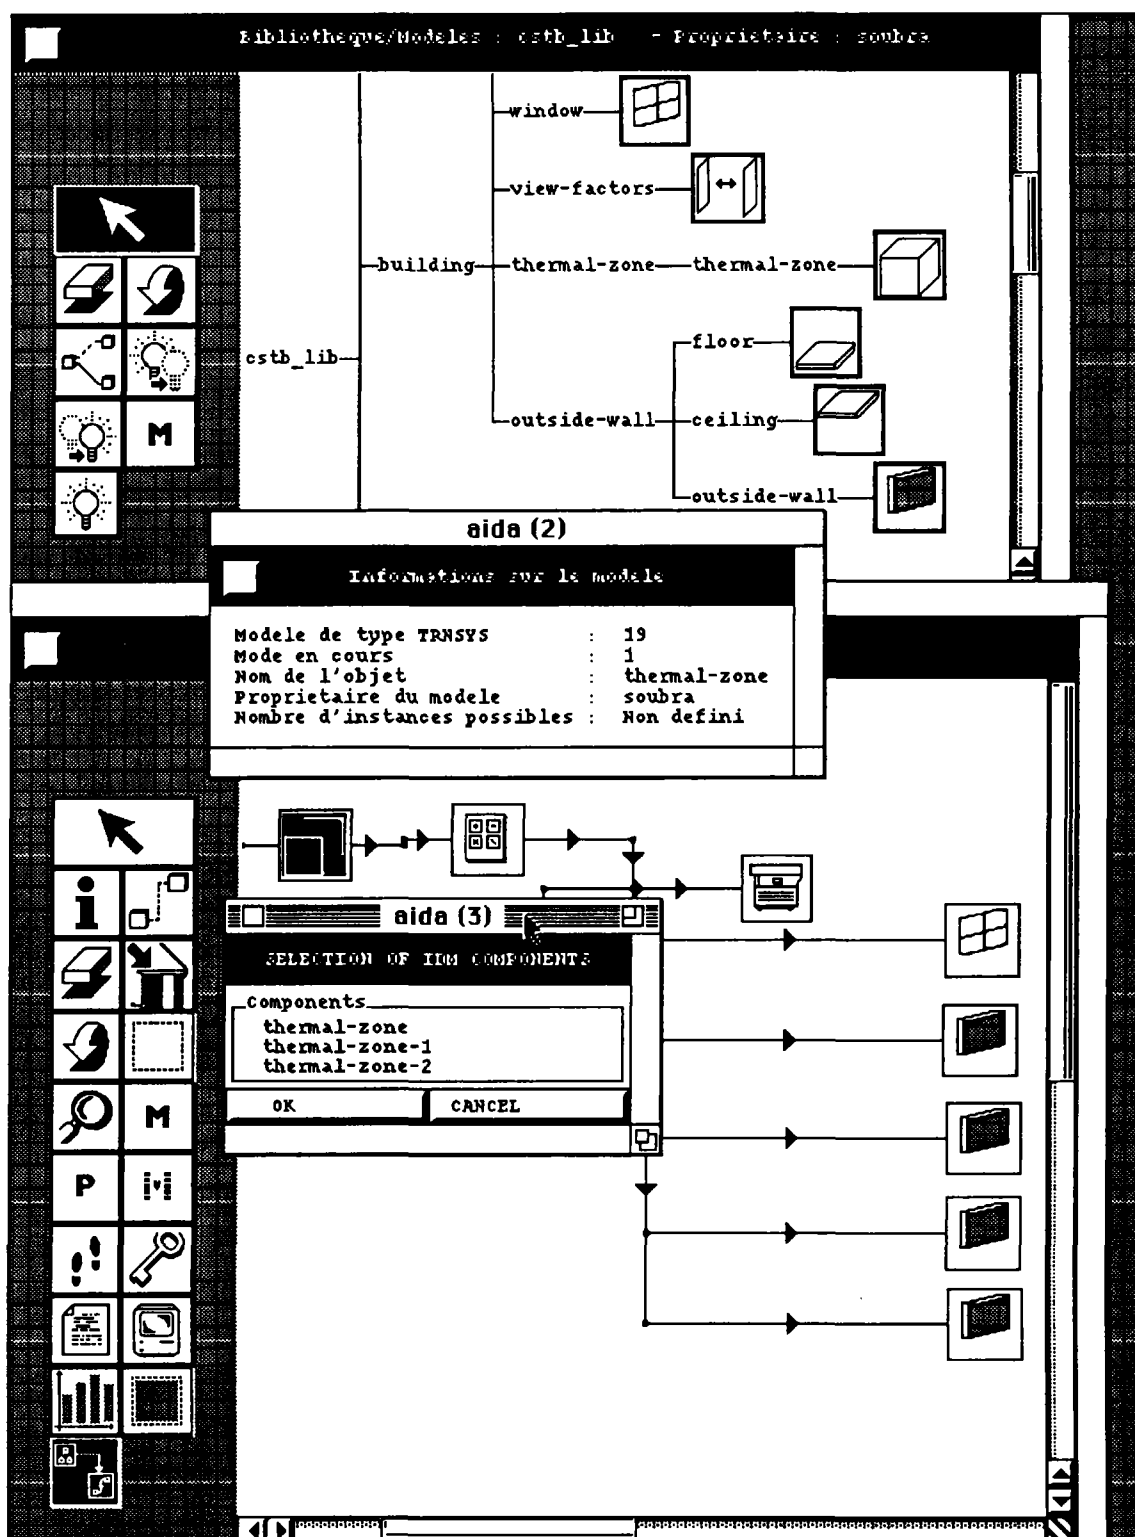 Bibliotheque/Modeles : cstb_lib - Proprietaire : soubra
window
view-factors
building thermal-zone thermal-zone
floor
cstb_lib
outside-wall ceiling
M
outside-wall
aida (2)
Informations sur le modele
Modele de type TRNSYS : 19
Mode en cours : 1
Nom de l'objet : thermal-zone
Proprietaire du modele : soubra
Nombre d'instances possibles : Non defini
i
aida (3)
SELECTION OF IDM COMPONENTS
Components
thermal-zone
thermal-zone-1
thermal-zone-2
OK CANCEL
M
P